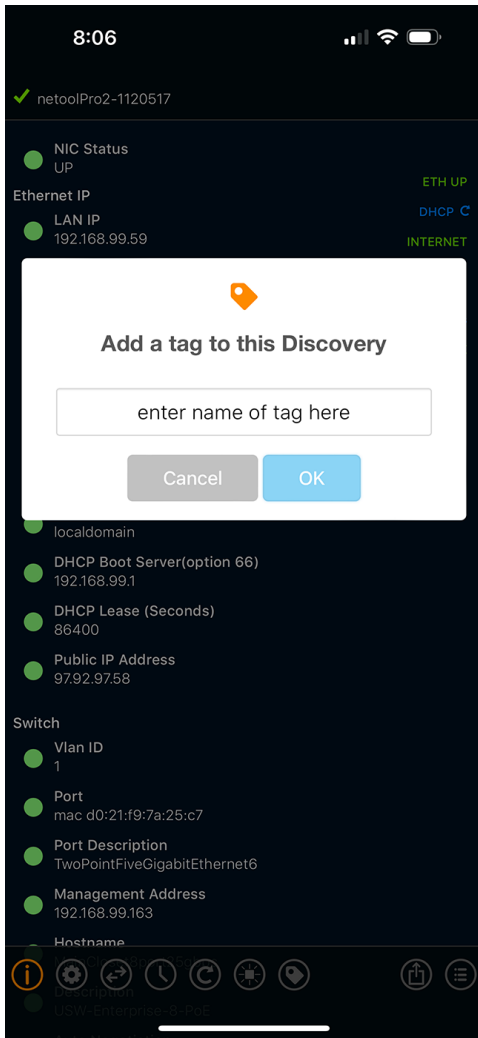 8:06
netoolPro2-1120517
NIC Status
UP
ETH UP
Ethernet IP
DHCP
LAN IP
192.168.99.59
INTERNET
Add a tag to this Discovery
enter name of tag here
Cancel OK
localdomain
DHCP Boot Server(option 66)
192.168.99.1
DHCP Lease (Seconds)
86400
Public IP Address
97.92.97.58
Switch
Vlan ID
1
Port
mac d0:21:f9:7a:25:c7
Port Description
TwoPointFiveGigabitEthernet6
Management Address
192.168.99.163
Hostname
Description
USW-Enterprise-8-PoE